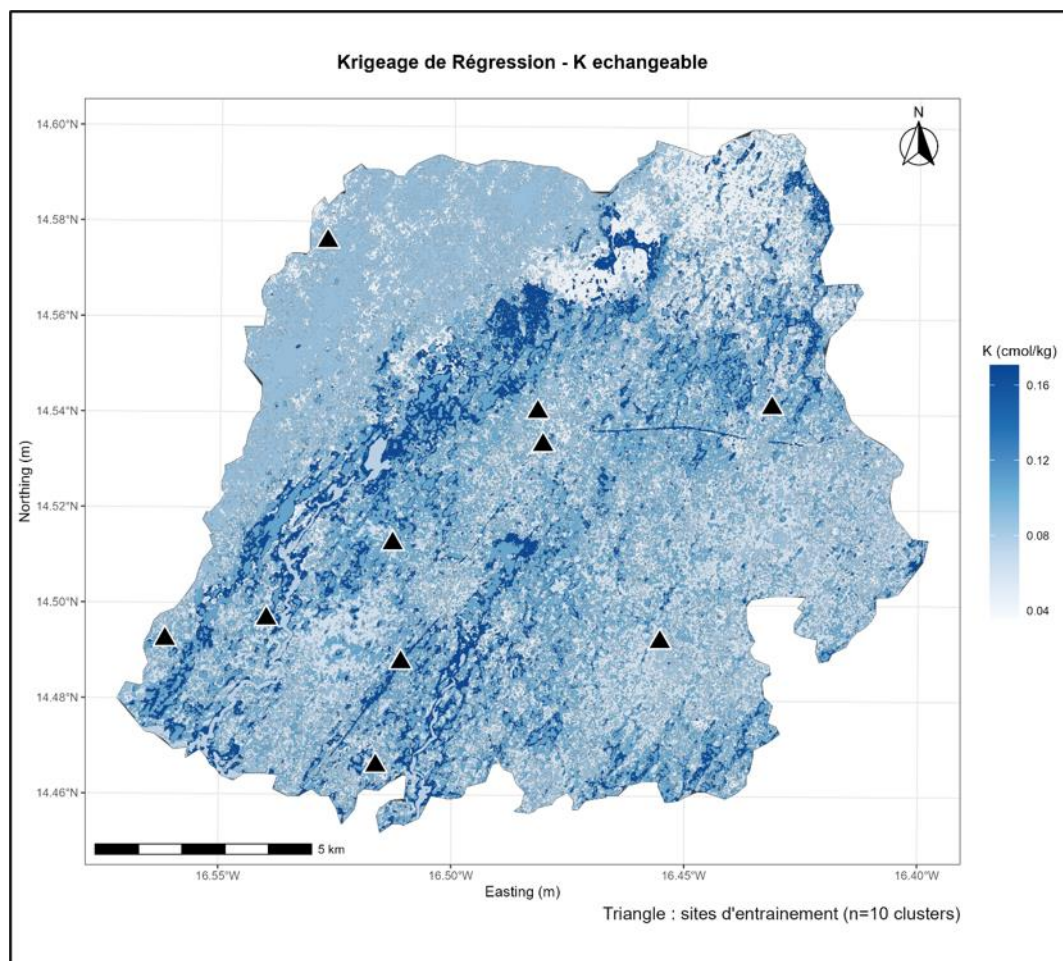 Krigeage de Régression - K echangeable
N
14.60°N
14.58°N
14.56°N
14.54°N
14.52°N
14.50°N
14.48°N
14.46°N
Northing (m)
K (cmol/kg)
0.16
0.12
0.08
0.04
5 km
16.55°W
16.50°W
16.45°W
16.40°W
Easting (m)
Triangle : sites d'entrainement (n=10 clusters)